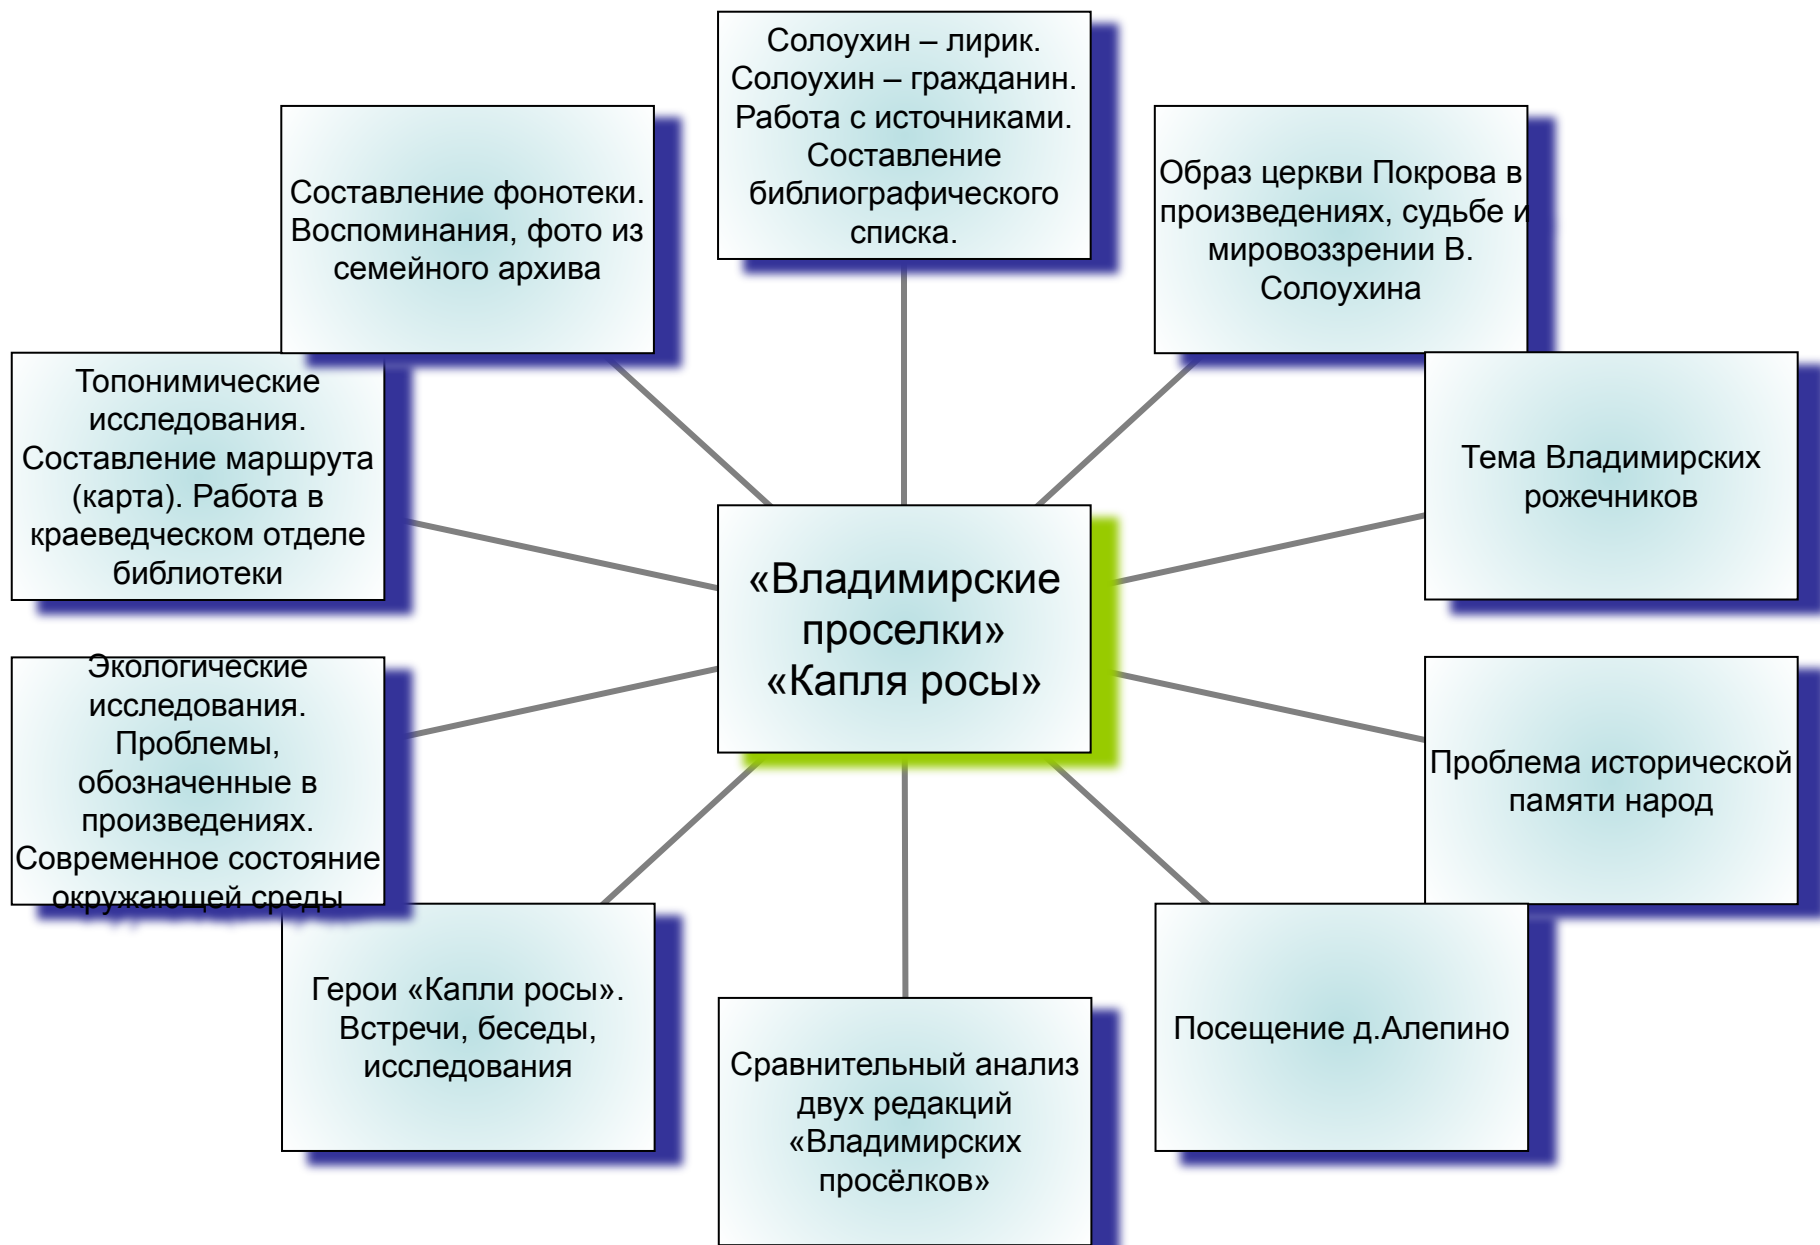 Солоухин – лирик.
Солоухин – гражданин.
Работа с источниками.
Составление
библиографического
списка.
Образ церкви Покрова в
произведениях, судьбе и
мировоззрении В.
Солоухина
Тема Владимирских
рожечников
Проблема исторической
памяти народ
Посещение д.Алепино
Сравнительный анализ
двух редакций
«Владимирских
просёлков»
Герои «Капли росы».
Встречи, беседы,
исследования
Экологические
исследования.
Проблемы,
обозначенные в
произведениях.
Современное состояние
окружающей среды
Топонимические
исследования.
Составление маршрута
(карта). Работа в
краеведческом отделе
библиотеки
Составление фонотеки.
Воспоминания, фото из
семейного архива
«Владимирские
проселки»
«Капля росы»